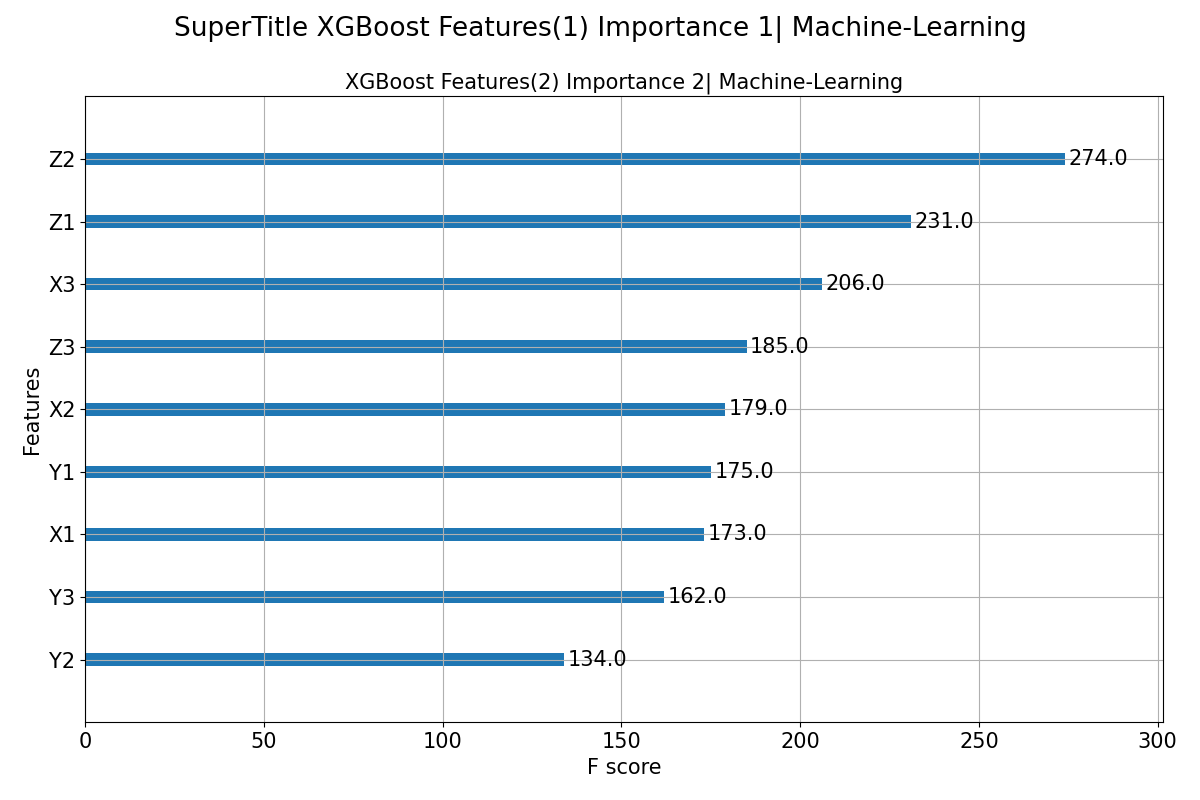 SuperTitle XGBoost Features(1) Importance 1| Machine-Learning
XGBoost Features(2) Importance 2| Machine-Learning
Z2
274.0
Z1
231.0
X3
206.0
Z3
185.0
Features
X2
179.0
Y1
175.0
X1
173.0
Y3
162.0
Y2
134.0
0 50 100 150 200 250 300
F score